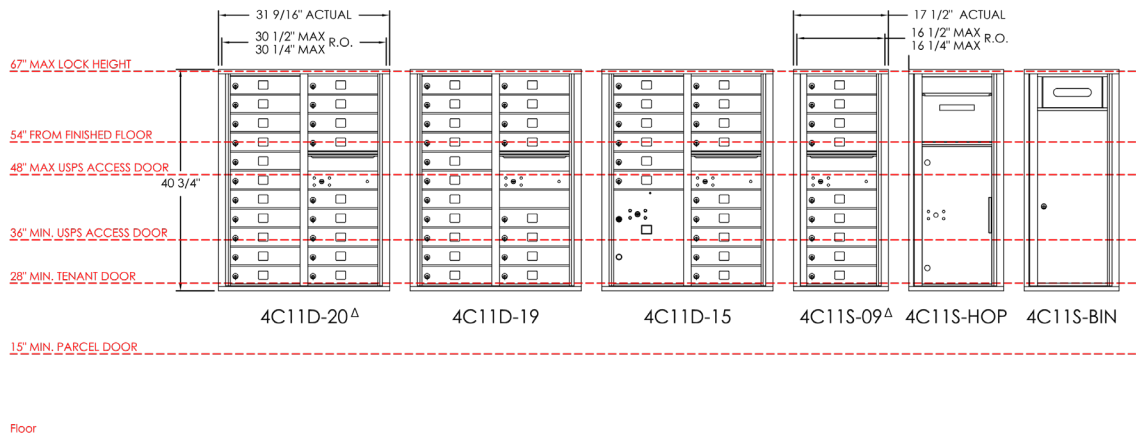 31 9/16" ACTUAL
30 1/2" MAX
30 1/4" MAX
R.O.
17 1/2" ACTUAL
16 1/2" MAX
16 1/4" MAX
R.O.
67" MAX LOCK HEIGHT
54" FROM FINISHED FLOOR
48" MAX USPS ACCESS DOOR
40 3/4"
36" MIN. USPS ACCESS DOOR
28" MIN. TENANT DOOR
4C11D-20 Δ
4C11D-19
4C11D-15
4C11S-09 Δ
4C11S-HOP
4C11S-BIN
15" MIN. PARCEL DOOR
Floor